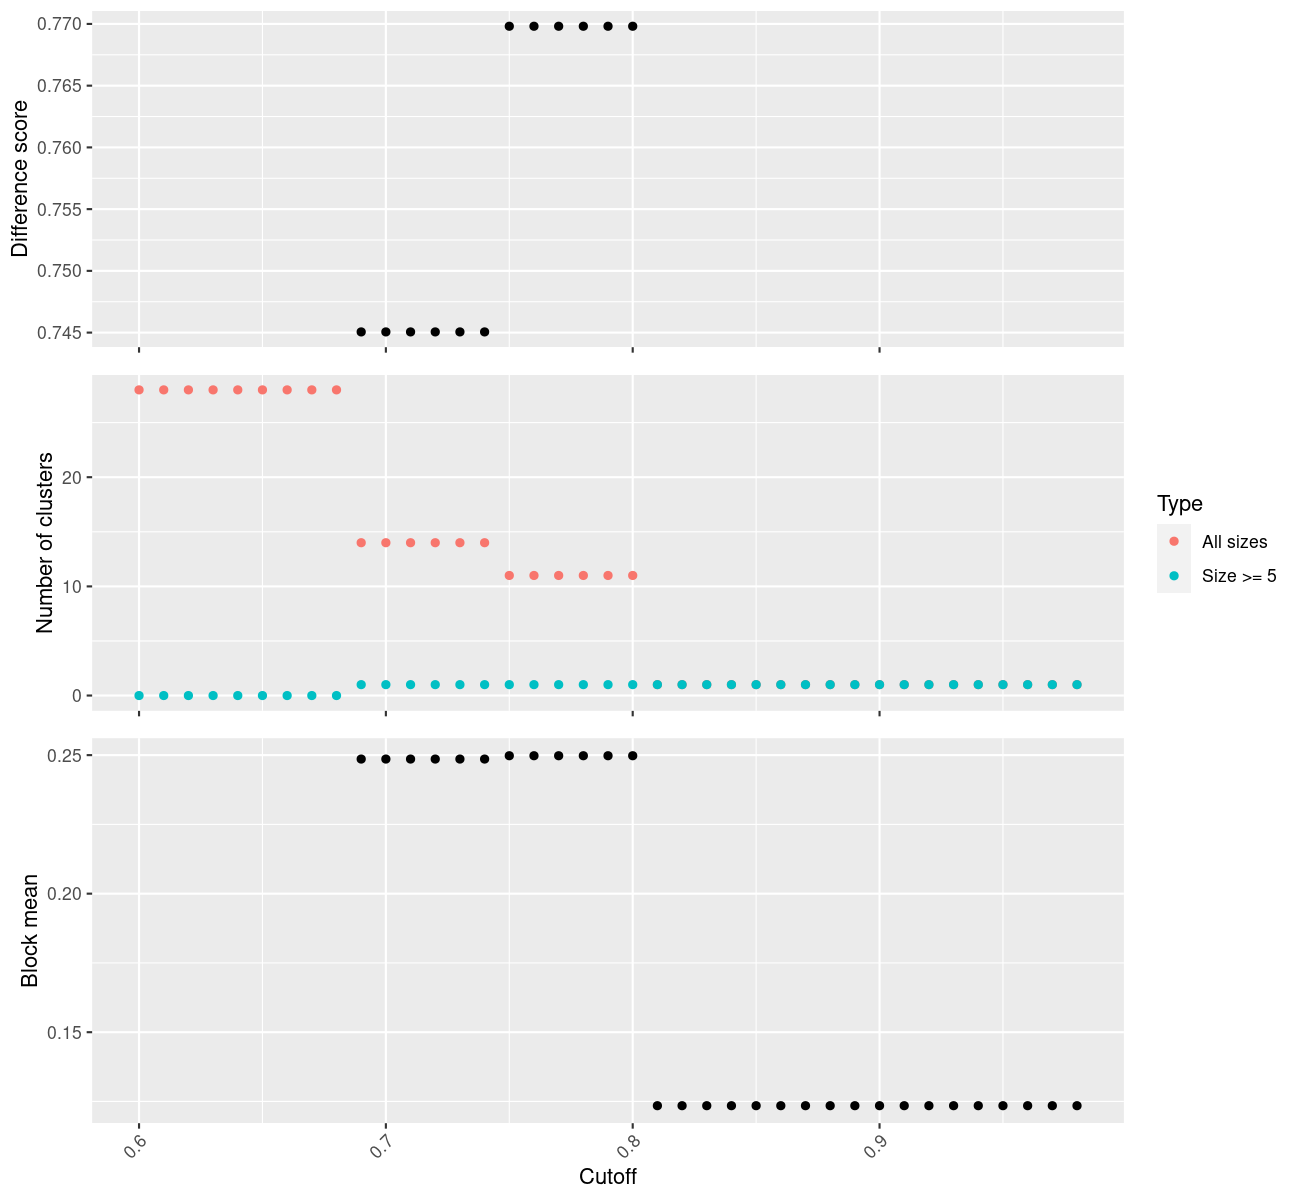 Difference score
0.770
0.765
0.760
0.755
0.750
0.745
Number of clusters
20
10
0
Type
All sizes
Size >= 5
Block mean
0.25
0.20
0.15
0.6
0.7
0.8
0.9
Cutoff